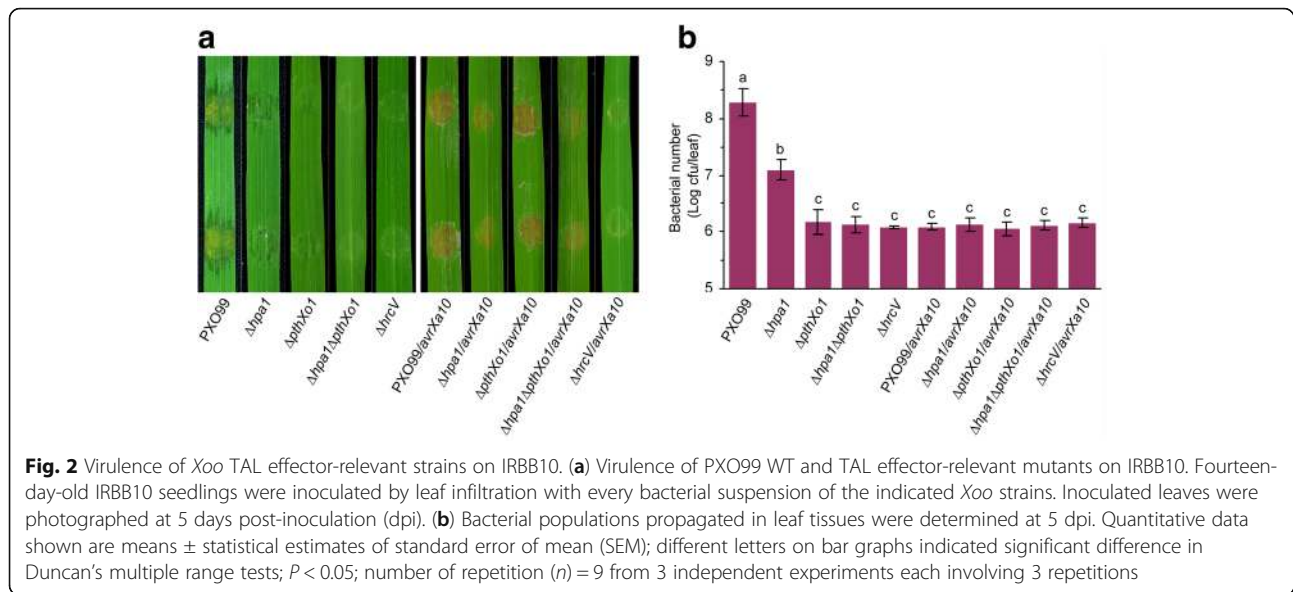 a
b
PXO99
Δhpa1
ΔpthXo1
Δhpa1ΔpthXo1
ΔhrcV
PXO99/avrXa10
Δhpa1/avrXa10
ΔpthXo1/avrXa10
Δhpa1ΔpthXo1/avrXa10
ΔhrcV/avrXa10
Bacterial number
(Log cfu/leaf)
9
8
7
6
5
a
b
c
c
c
c
c
c
c
c
PXO99
Δhpa1
ΔpthXo1
Δhpa1ΔpthXo1
ΔhrcV
PXO99/avrXa10
Δhpa1/avrXa10
ΔpthXo1/avrXa10
Δhpa1ΔpthXo1/avrXa10
ΔhrcV/avrXa10
Fig. 2 Virulence of Xoo TAL effector-relevant strains on IRBB10. (a) Virulence of PXO99 WT and TAL effector-relevant mutants on IRBB10. Fourteen-
day-old IRBB10 seedlings were inoculated by leaf infiltration with every bacterial suspension of the indicated Xoo strains. Inoculated leaves were
photographed at 5 days post-inoculation (dpi). (b) Bacterial populations propagated in leaf tissues were determined at 5 dpi. Quantitative data
shown are means ± statistical estimates of standard error of mean (SEM); different letters on bar graphs indicated significant difference in
Duncan's multiple range tests; P < 0.05; number of repetition (n) = 9 from 3 independent experiments each involving 3 repetitions